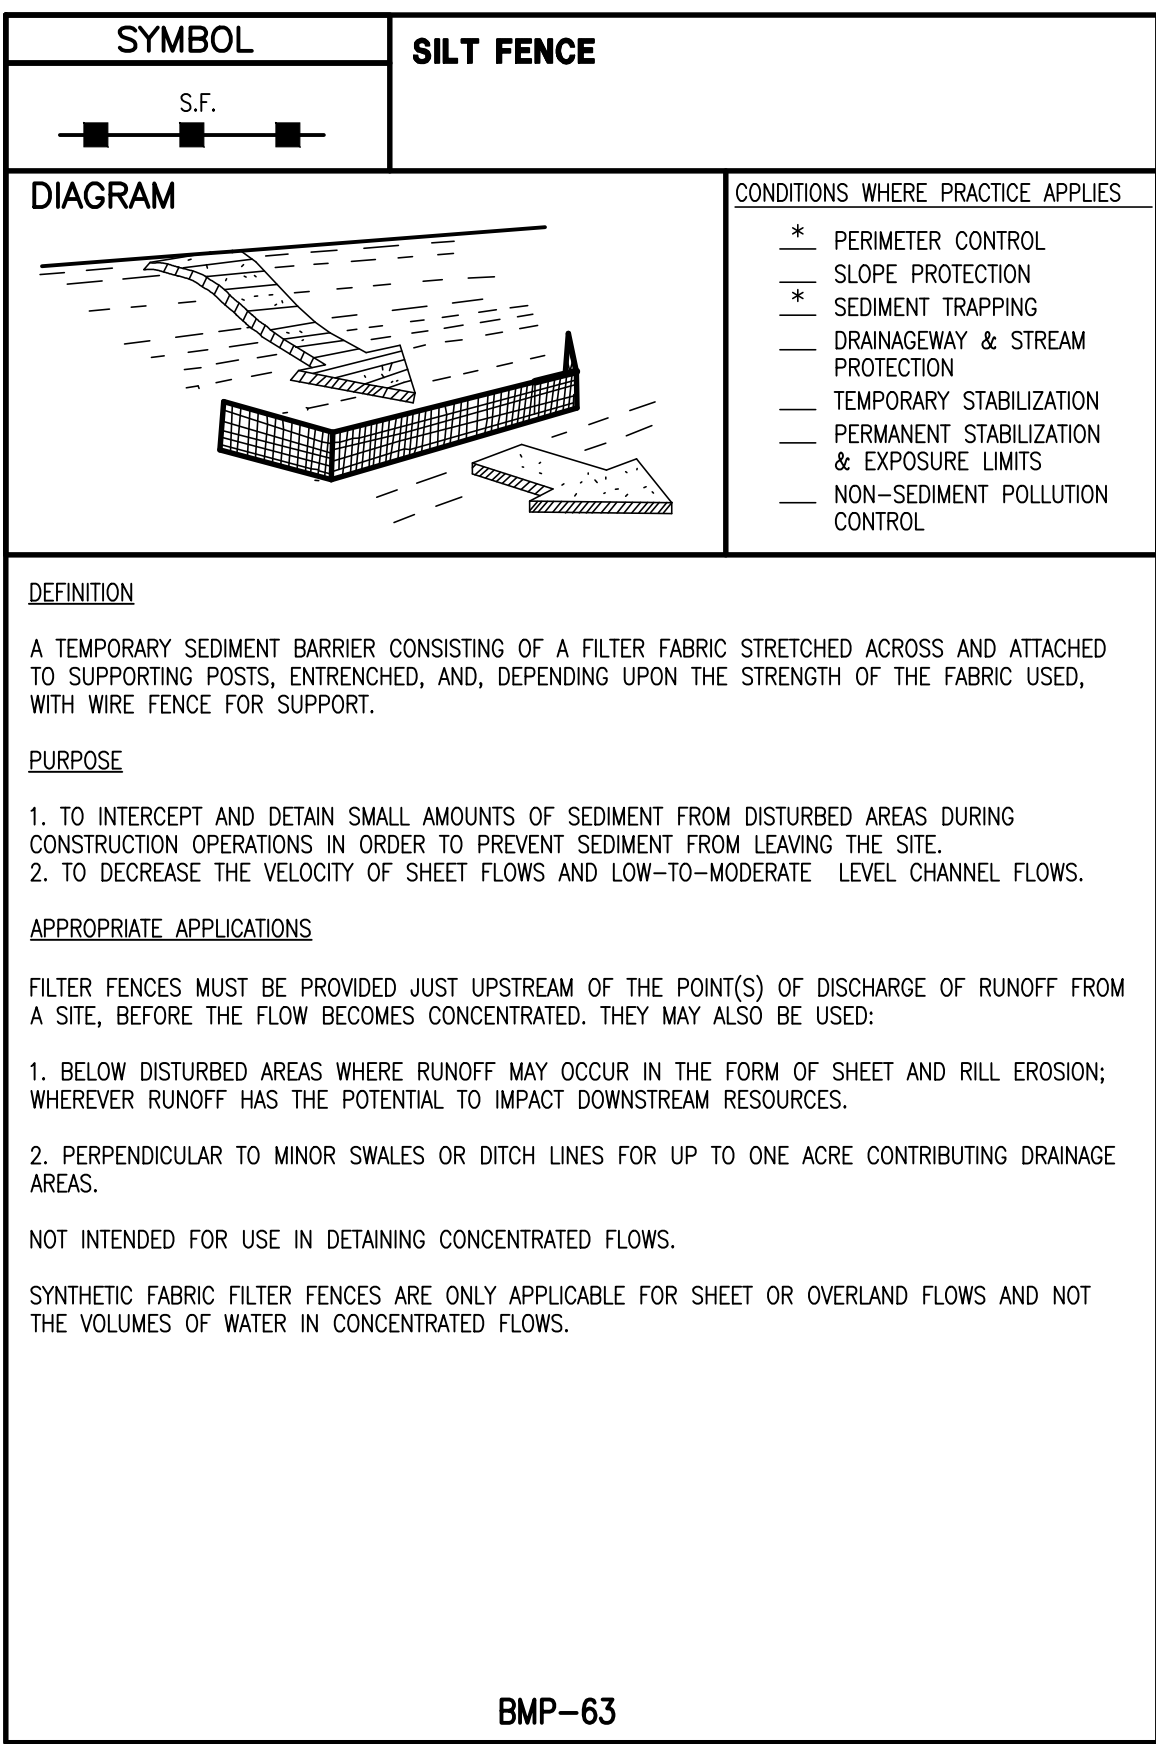 SYMBOL
SILT FENCE
S.F.
DIAGRAM
CONDITIONS WHERE PRACTICE APPLIES
* PERIMETER CONTROL
SLOPE PROTECTION
* SEDIMENT TRAPPING
DRAINAGEWAY & STREAM
PROTECTION
TEMPORARY STABILIZATION
PERMANENT STABILIZATION
& EXPOSURE LIMITS
NON-SEDIMENT POLLUTION
CONTROL
DEFINITION
A TEMPORARY SEDIMENT BARRIER CONSISTING OF A FILTER FABRIC STRETCHED ACROSS AND ATTACHED
TO SUPPORTING POSTS, ENTRENCHED, AND, DEPENDING UPON THE STRENGTH OF THE FABRIC USED,
WITH WIRE FENCE FOR SUPPORT.
PURPOSE
1. TO INTERCEPT AND DETAIN SMALL AMOUNTS OF SEDIMENT FROM DISTURBED AREAS DURING
CONSTRUCTION OPERATIONS IN ORDER TO PREVENT SEDIMENT FROM LEAVING THE SITE.
2. TO DECREASE THE VELOCITY OF SHEET FLOWS AND LOW-TO-MODERATE LEVEL CHANNEL FLOWS.
APPROPRIATE APPLICATIONS
FILTER FENCES MUST BE PROVIDED JUST UPSTREAM OF THE POINT(S) OF DISCHARGE OF RUNOFF FROM
A SITE, BEFORE THE FLOW BECOMES CONCENTRATED. THEY MAY ALSO BE USED:
1. BELOW DISTURBED AREAS WHERE RUNOFF MAY OCCUR IN THE FORM OF SHEET AND RILL EROSION;
WHEREVER RUNOFF HAS THE POTENTIAL TO IMPACT DOWNSTREAM RESOURCES.
2. PERPENDICULAR TO MINOR SWALES OR DITCH LINES FOR UP TO ONE ACRE CONTRIBUTING DRAINAGE
AREAS.
NOT INTENDED FOR USE IN DETAINING CONCENTRATED FLOWS.
SYNTHETIC FABRIC FILTER FENCES ARE ONLY APPLICABLE FOR SHEET OR OVERLAND FLOWS AND NOT
THE VOLUMES OF WATER IN CONCENTRATED FLOWS.
BMP-63